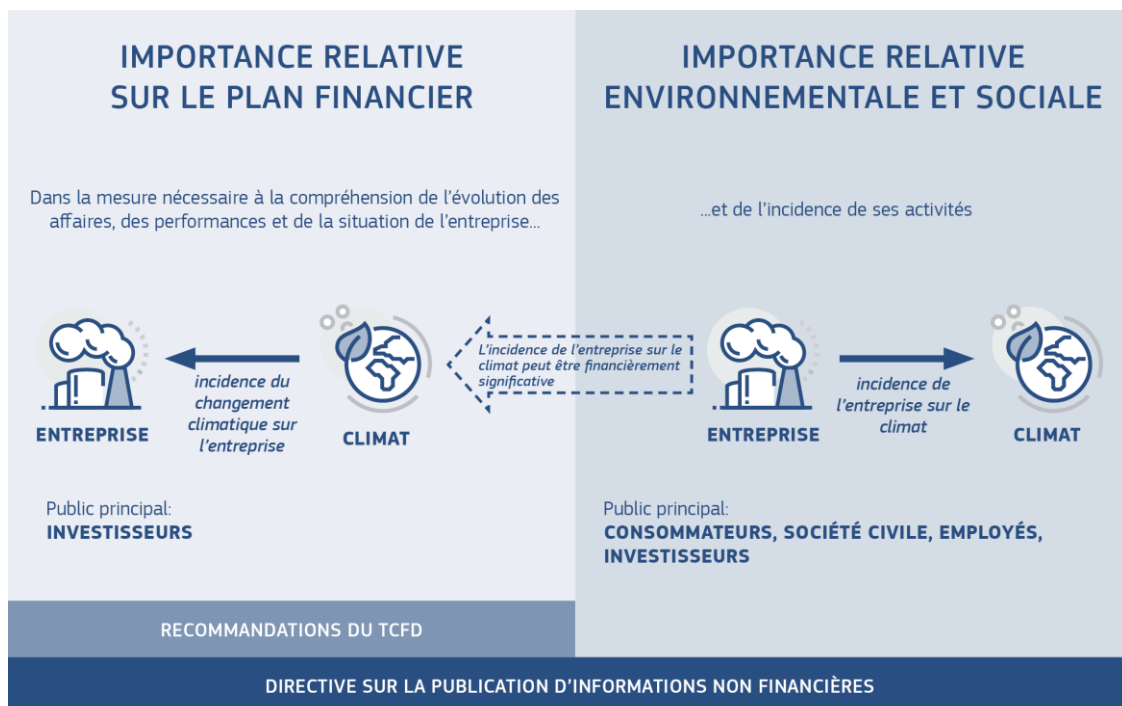 IMPORTANCE RELATIVE
SUR LE PLAN FINANCIER
Dans la mesure nécessaire à la compréhension de l’évolution des
affaires, des performances et de la situation de l’entreprise...
ENTREPRISE
incidence du
changement
climatique sur
l’entreprise
CLIMAT
Public principal:
INVESTISSEURS
L’incidence de l’entreprise sur le
climat peut être financièrement
significative
IMPORTANCE RELATIVE
ENVIRONNEMENTALE ET SOCIALE
...et de l’incidence de ses activités
ENTREPRISE
incidence de
l’entreprise sur le
climat
CLIMAT
Public principal:
CONSOMMATEURS, SOCIÉTÉ CIVILE, EMPLOYÉS,
INVESTISSEURS
RECOMMANDATIONS DU TCFD
DIRECTIVE SUR LA PUBLICATION D’INFORMATIONS NON FINANCIÈRES